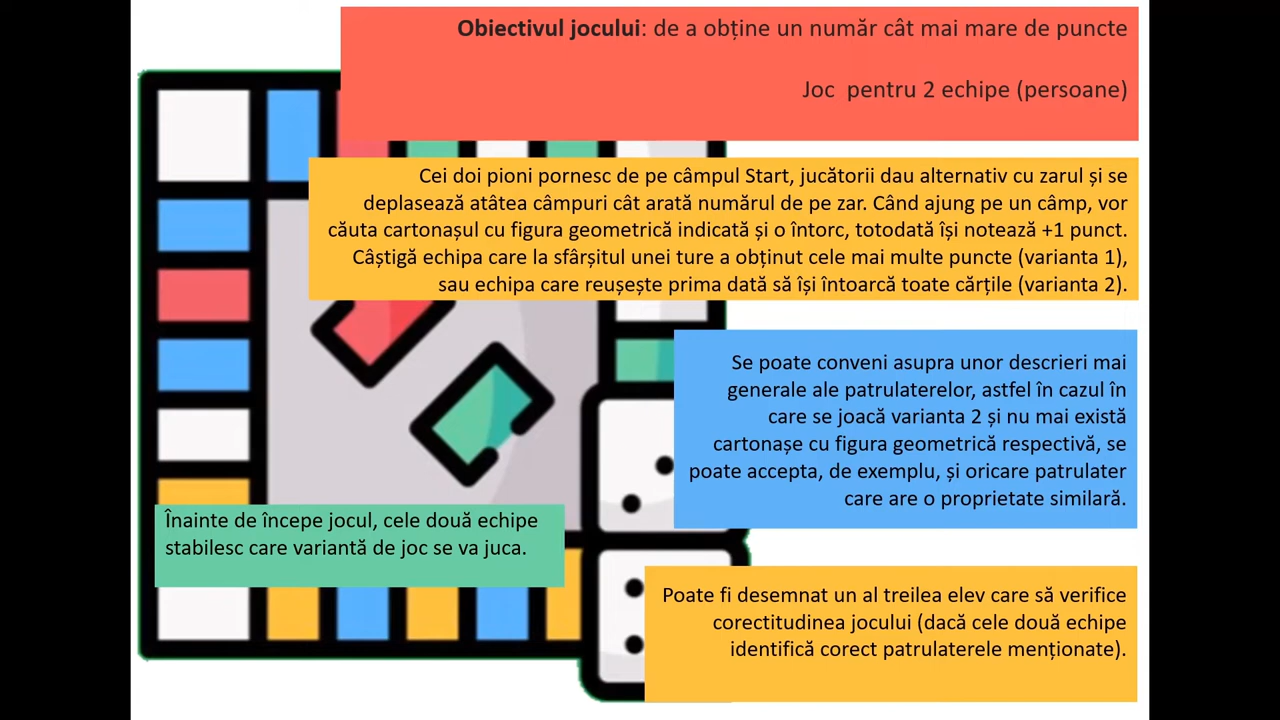 Obiectivul jocului: de a obține un număr cât mai mare de puncte
Joc pentru 2 echipe (persoane)
Cei doi pioni pornesc de pe câmpul Start, jucătorii dau alternativ cu zarul și se
deplasează atâtea câmpuri cât arată numărul de pe zar. Când ajung pe un câmp, vor
căuta cartonașul cu figura geometrică indicată și o întorc, totodată își notează +1 punct.
Câștigă echipa care la sfârșitul unei ture a obținut cele mai multe puncte (varianta 1),
sau echipa care reușește prima dată să își întoarcă toate cărțile (varianta 2).
Se poate conveni asupra unor descrieri mai
generale ale patrulaterelor, astfel în cazul în
care se joacă varianta 2 și nu mai există
cartonașe cu figura geometrică respectivă, se
poate accepta, de exemplu, și oricare patrulater
care are o proprietate similară.
Înainte de începe jocul, cele două echipe
stabilesc care variantă de joc se va juca.
Poate fi desemnat un al treilea elev care să verifice
corectitudinea jocului (dacă cele două echipe
identifică corect patrulaterele menționate).